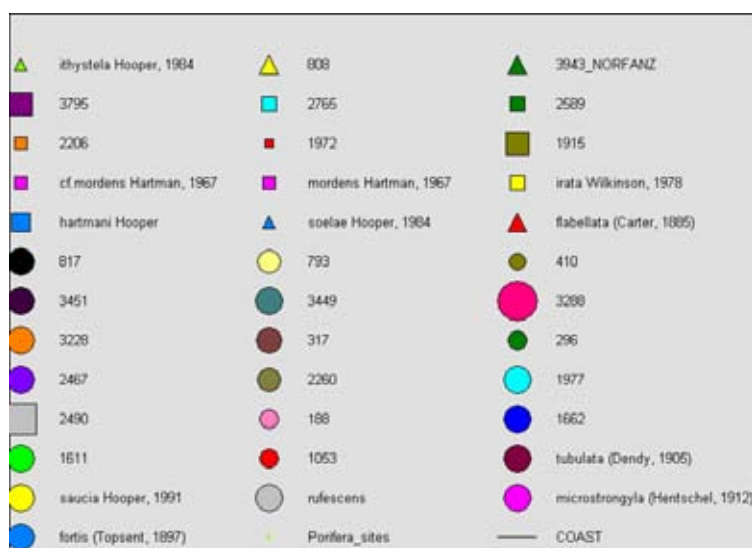 ithystela Hooper, 1984 808 3943_NORFANZ
3795 2765 2589
2206 1972 1915
cf.mordens Hartman, 1967 mordens Hartman, 1967 irata Wilkinson, 1978
hartmani Hooper soelae Hooper, 1984 flabellata (Carter, 1885)
817 793 410
3451 3449 3288
3228 317 296
2467 2260 1977
2490 188 1662
1611 1053 tubulata (Dendy, 1905)
saucia Hooper, 1991 rufescens microstrongyla (Hentschel, 1912)
fortis (Topsent, 1897) Porifera_sites COAST